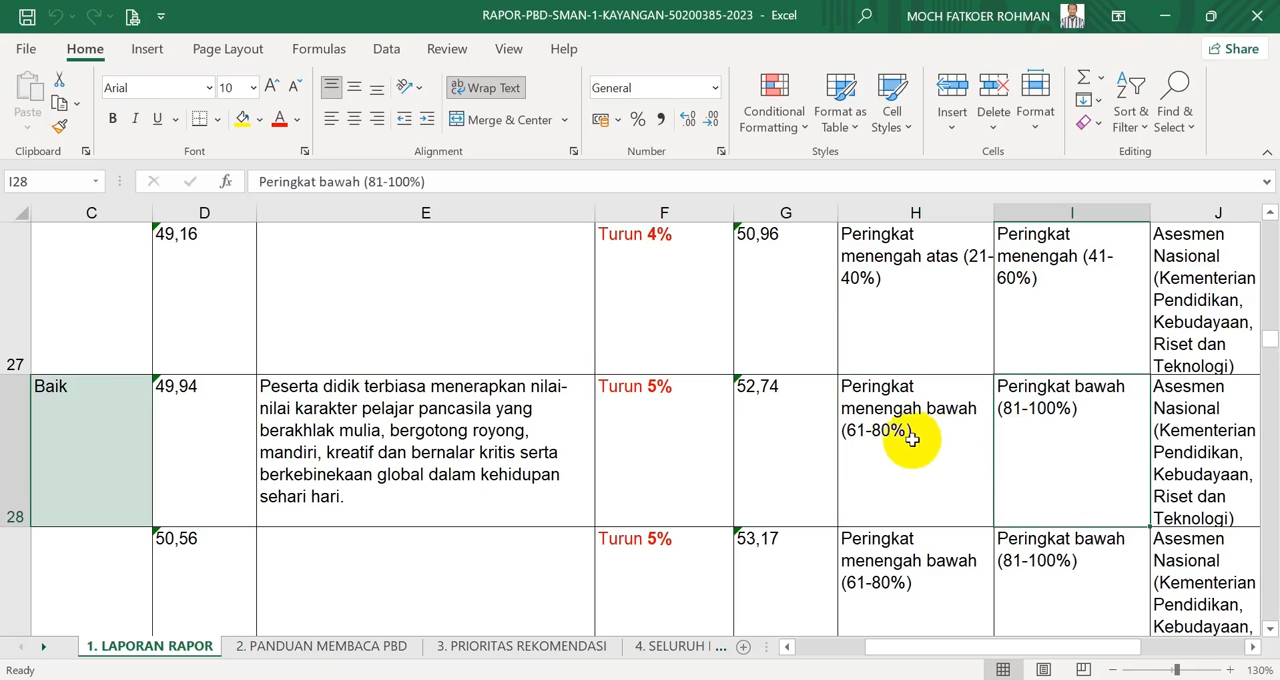 RAPOR-PBD-SMAN-1-KAYANGAN-50200385-2023 - Excel
MOCH FATKOER ROHMAN
File Home Insert Page Layout Formulas Data Review View Help Share
Paste
Arial 10
B I U A
Wrap Text
Merge & Center
General
%
Conditional Formatting
Format as Table
Cell Styles
Insert
Delete
Format
Sort & Filter
Find & Select
Clipboard Font Alignment Number Styles Cells Editing
I28 fx Peringkat bawah (81-100%)
C D E F G H I J
27
49,16
Turun 4%
50,96
Peringkat
menengah atas (21-
40%)
Peringkat
menengah (41-
60%)
Asesmen
Nasional
(Kementerian
Pendidikan,
Kebudayaan,
Riset dan
Teknologi)
28
Baik
49,94
Peserta didik terbiasa menerapkan nilai-
nilai karakter pelajar pancasila yang
berakhlak mulia, bergotong royong,
mandiri, kreatif dan bernalar kritis serta
berkebinekaan global dalam kehidupan
sehari hari.
Turun 5%
52,74
Peringkat
menengah bawah
(61-80%)
Peringkat bawah
(81-100%)
Asesmen
Nasional
(Kementerian
Pendidikan,
Kebudayaan,
Riset dan
Teknologi)
50,56
Turun 5%
53,17
Peringkat
menengah bawah
(61-80%)
Peringkat bawah
(81-100%)
Asesmen
Nasional
(Kementerian
Pendidikan,
Kebudayaan,
1. LAPORAN RAPOR 2. PANDUAN MEMBACA PBD 3. PRIORITAS REKOMENDASI 4. SELURUH I ...
Ready 130%